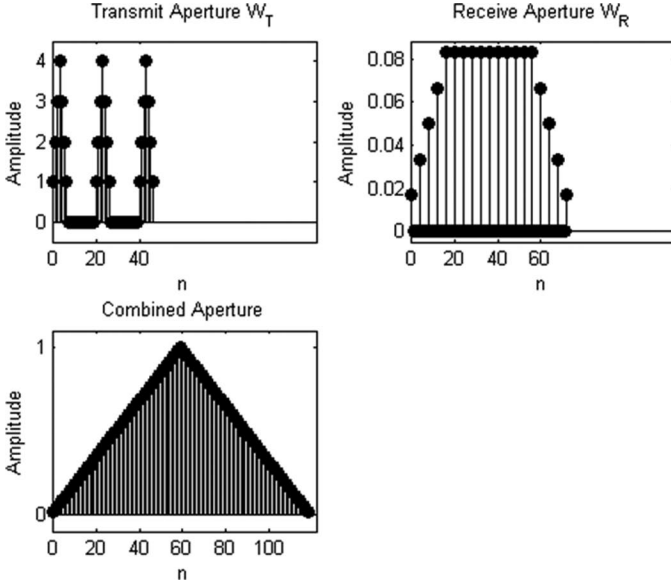 Transmit Aperture W_T
Amplitude
4
3
2
1
0
0 20 40
n
Receive Aperture W_R
Amplitude
0.08
0.06
0.04
0.02
0
0 20 40 60
n
Combined Aperture
Amplitude
1
0
0 20 40 60 80 100
n